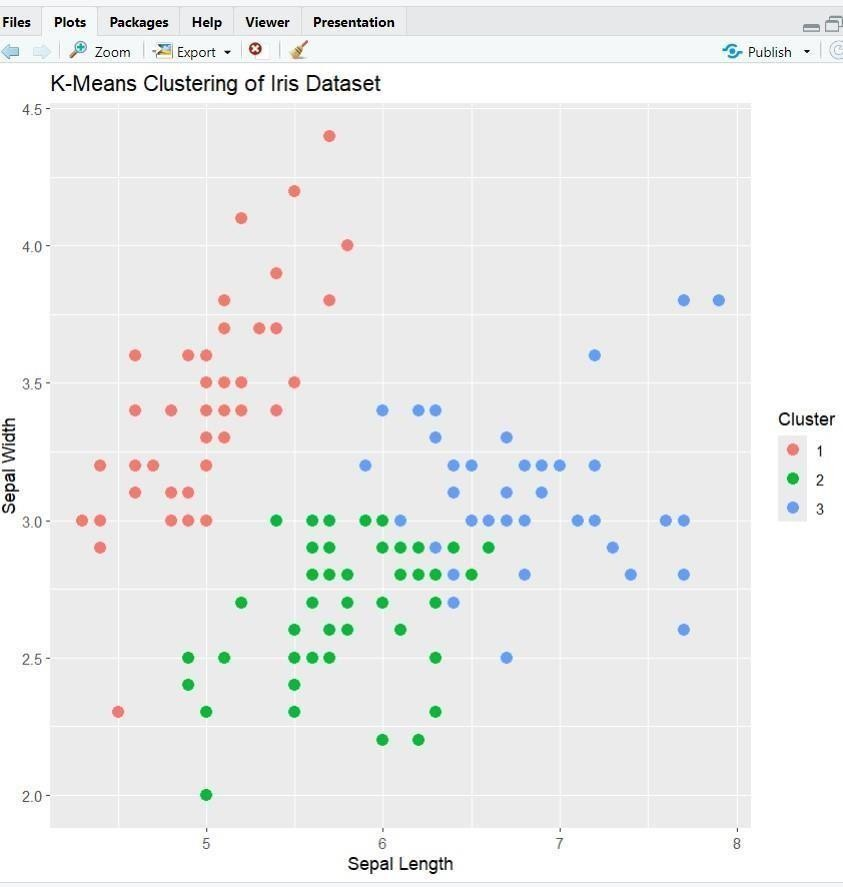 Files Plots Packages Help Viewer Presentation
Zoom Export Publish
K-Means Clustering of Iris Dataset
4.5
4.0
3.5
3.0
2.5
2.0
Sepal Width
5 6 7 8
Sepal Length
Cluster
1
2
3